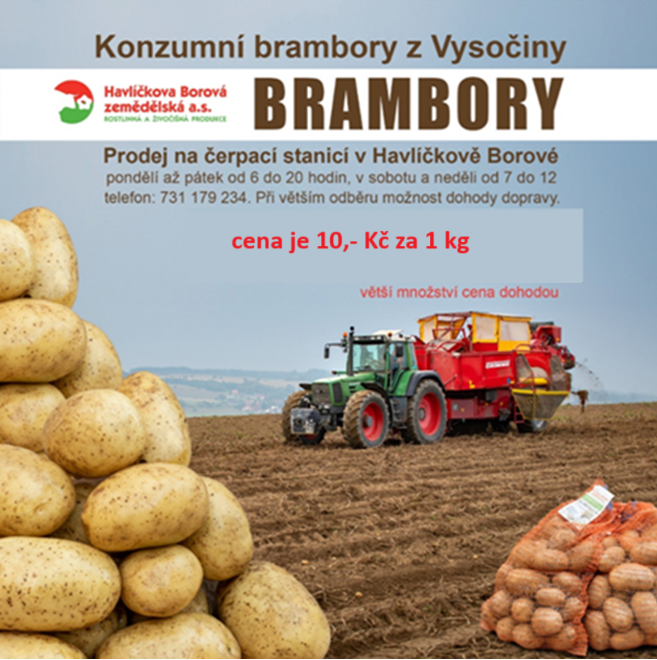 Konzumní brambory z Vysočiny
Havlíčkova Borová
zemědělská a.s.
ROSTLINNÁ A ŽIVOČIŠNÁ PRODUKCE
BRAMBORY
Prodej na čerpací stanicí v Havlíčkově Borové
pondělí až pátek od 6 do 20 hodin, v sobotu a neděli od 7 do 12
telefon: 731 179 234. Při větším odběru možnost dohody dopravy.
cena je 10,- Kč za 1 kg
větší množství cena dohodou